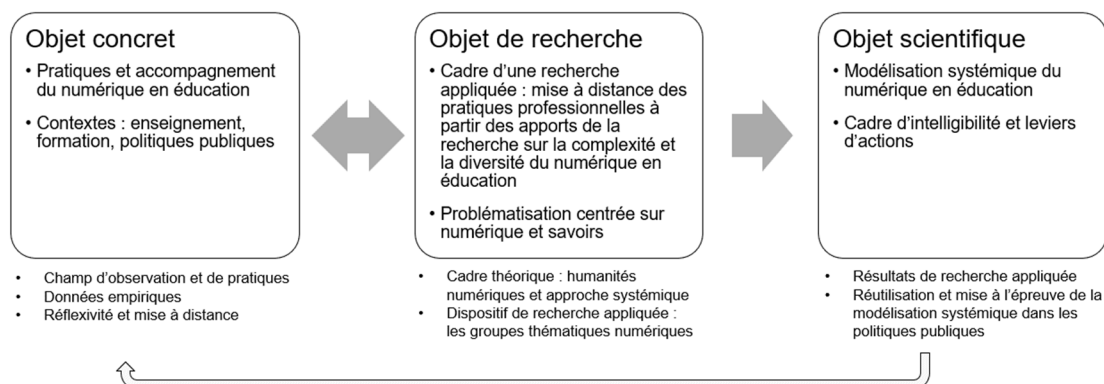 Objet concret
• Pratiques et accompagnement
du numérique en éducation
• Contextes : enseignement,
formation, politiques publiques
• Champ d'observation et de pratiques
• Données empiriques
• Réflexivité et mise à distance
Objet de recherche
• Cadre d'une recherche
appliquée : mise à distance des
pratiques professionnelles à
partir des apports de la
recherche sur la complexité et
la diversité du numérique en
éducation
• Problématisation centrée sur
numérique et savoirs
• Cadre théorique : humanités
numériques et approche systémique
• Dispositif de recherche appliquée :
les groupes thématiques numériques
Objet scientifique
• Modélisation systémique du
numérique en éducation
• Cadre d'intelligibilité et leviers
d'actions
• Résultats de recherche appliquée
• Réutilisation et mise à l'épreuve de la
modélisation systémique dans les
politiques publiques